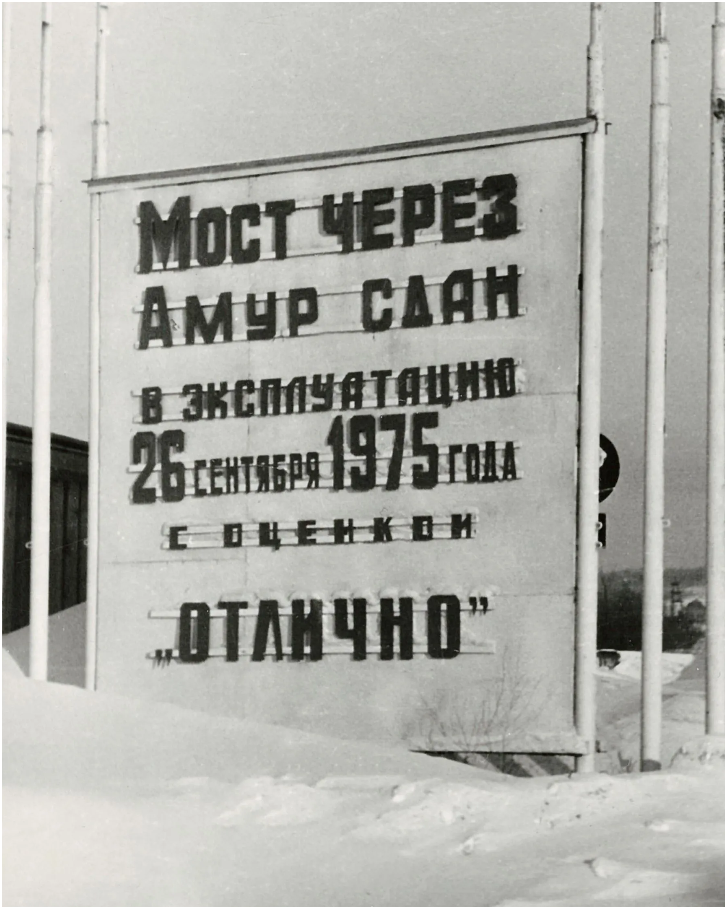 Мост через
Амур сдан
в эксплуатацию
26 сентября 1975 года
с оценкой
„Отлично”